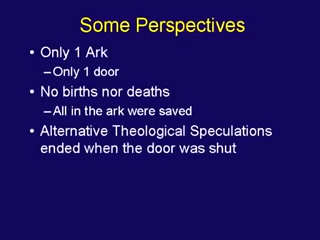 Some Perspectives
• Only 1 Ark
– Only 1 door
• No births nor deaths
– All in the ark were saved
• Alternative Theological Speculations
ended when the door was shut